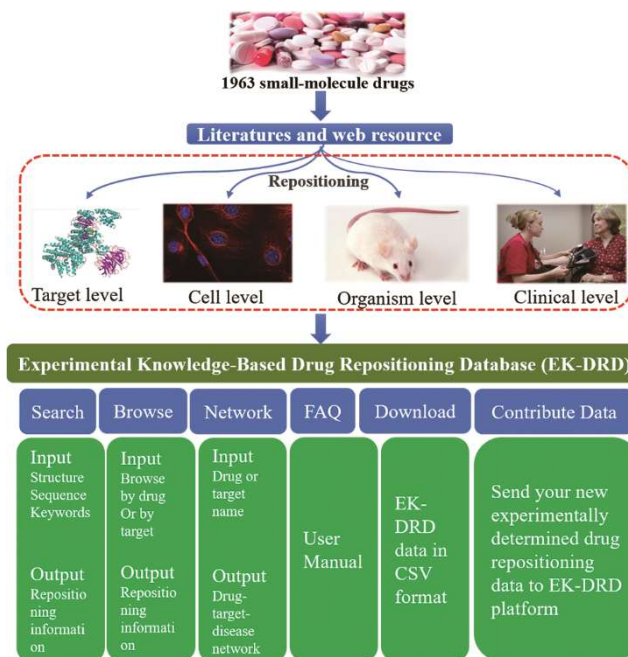 1963 small-molecule drugs
Literatures and web resource
Repositioning
Target level
Cell level
Organism level
Clinical level
Experimental Knowledge-Based Drug Repositioning Database (EK-DRD)
Search
Browse
Network
FAQ
Download
Contribute Data
Input
Structure
Sequence
Keywords
Output
Repositio
ning
informati
on
Input
Browse
by drug
Or by
target
Output
Repositio
ning
informati
on
Input
Drug or
target
name
Output
Drug-
target-
disease
network
User
Manual
EK-
DRD
data in
CSV
format
Send your new
experimentally
determined drug
repositioning
data to EK-DRD
platform